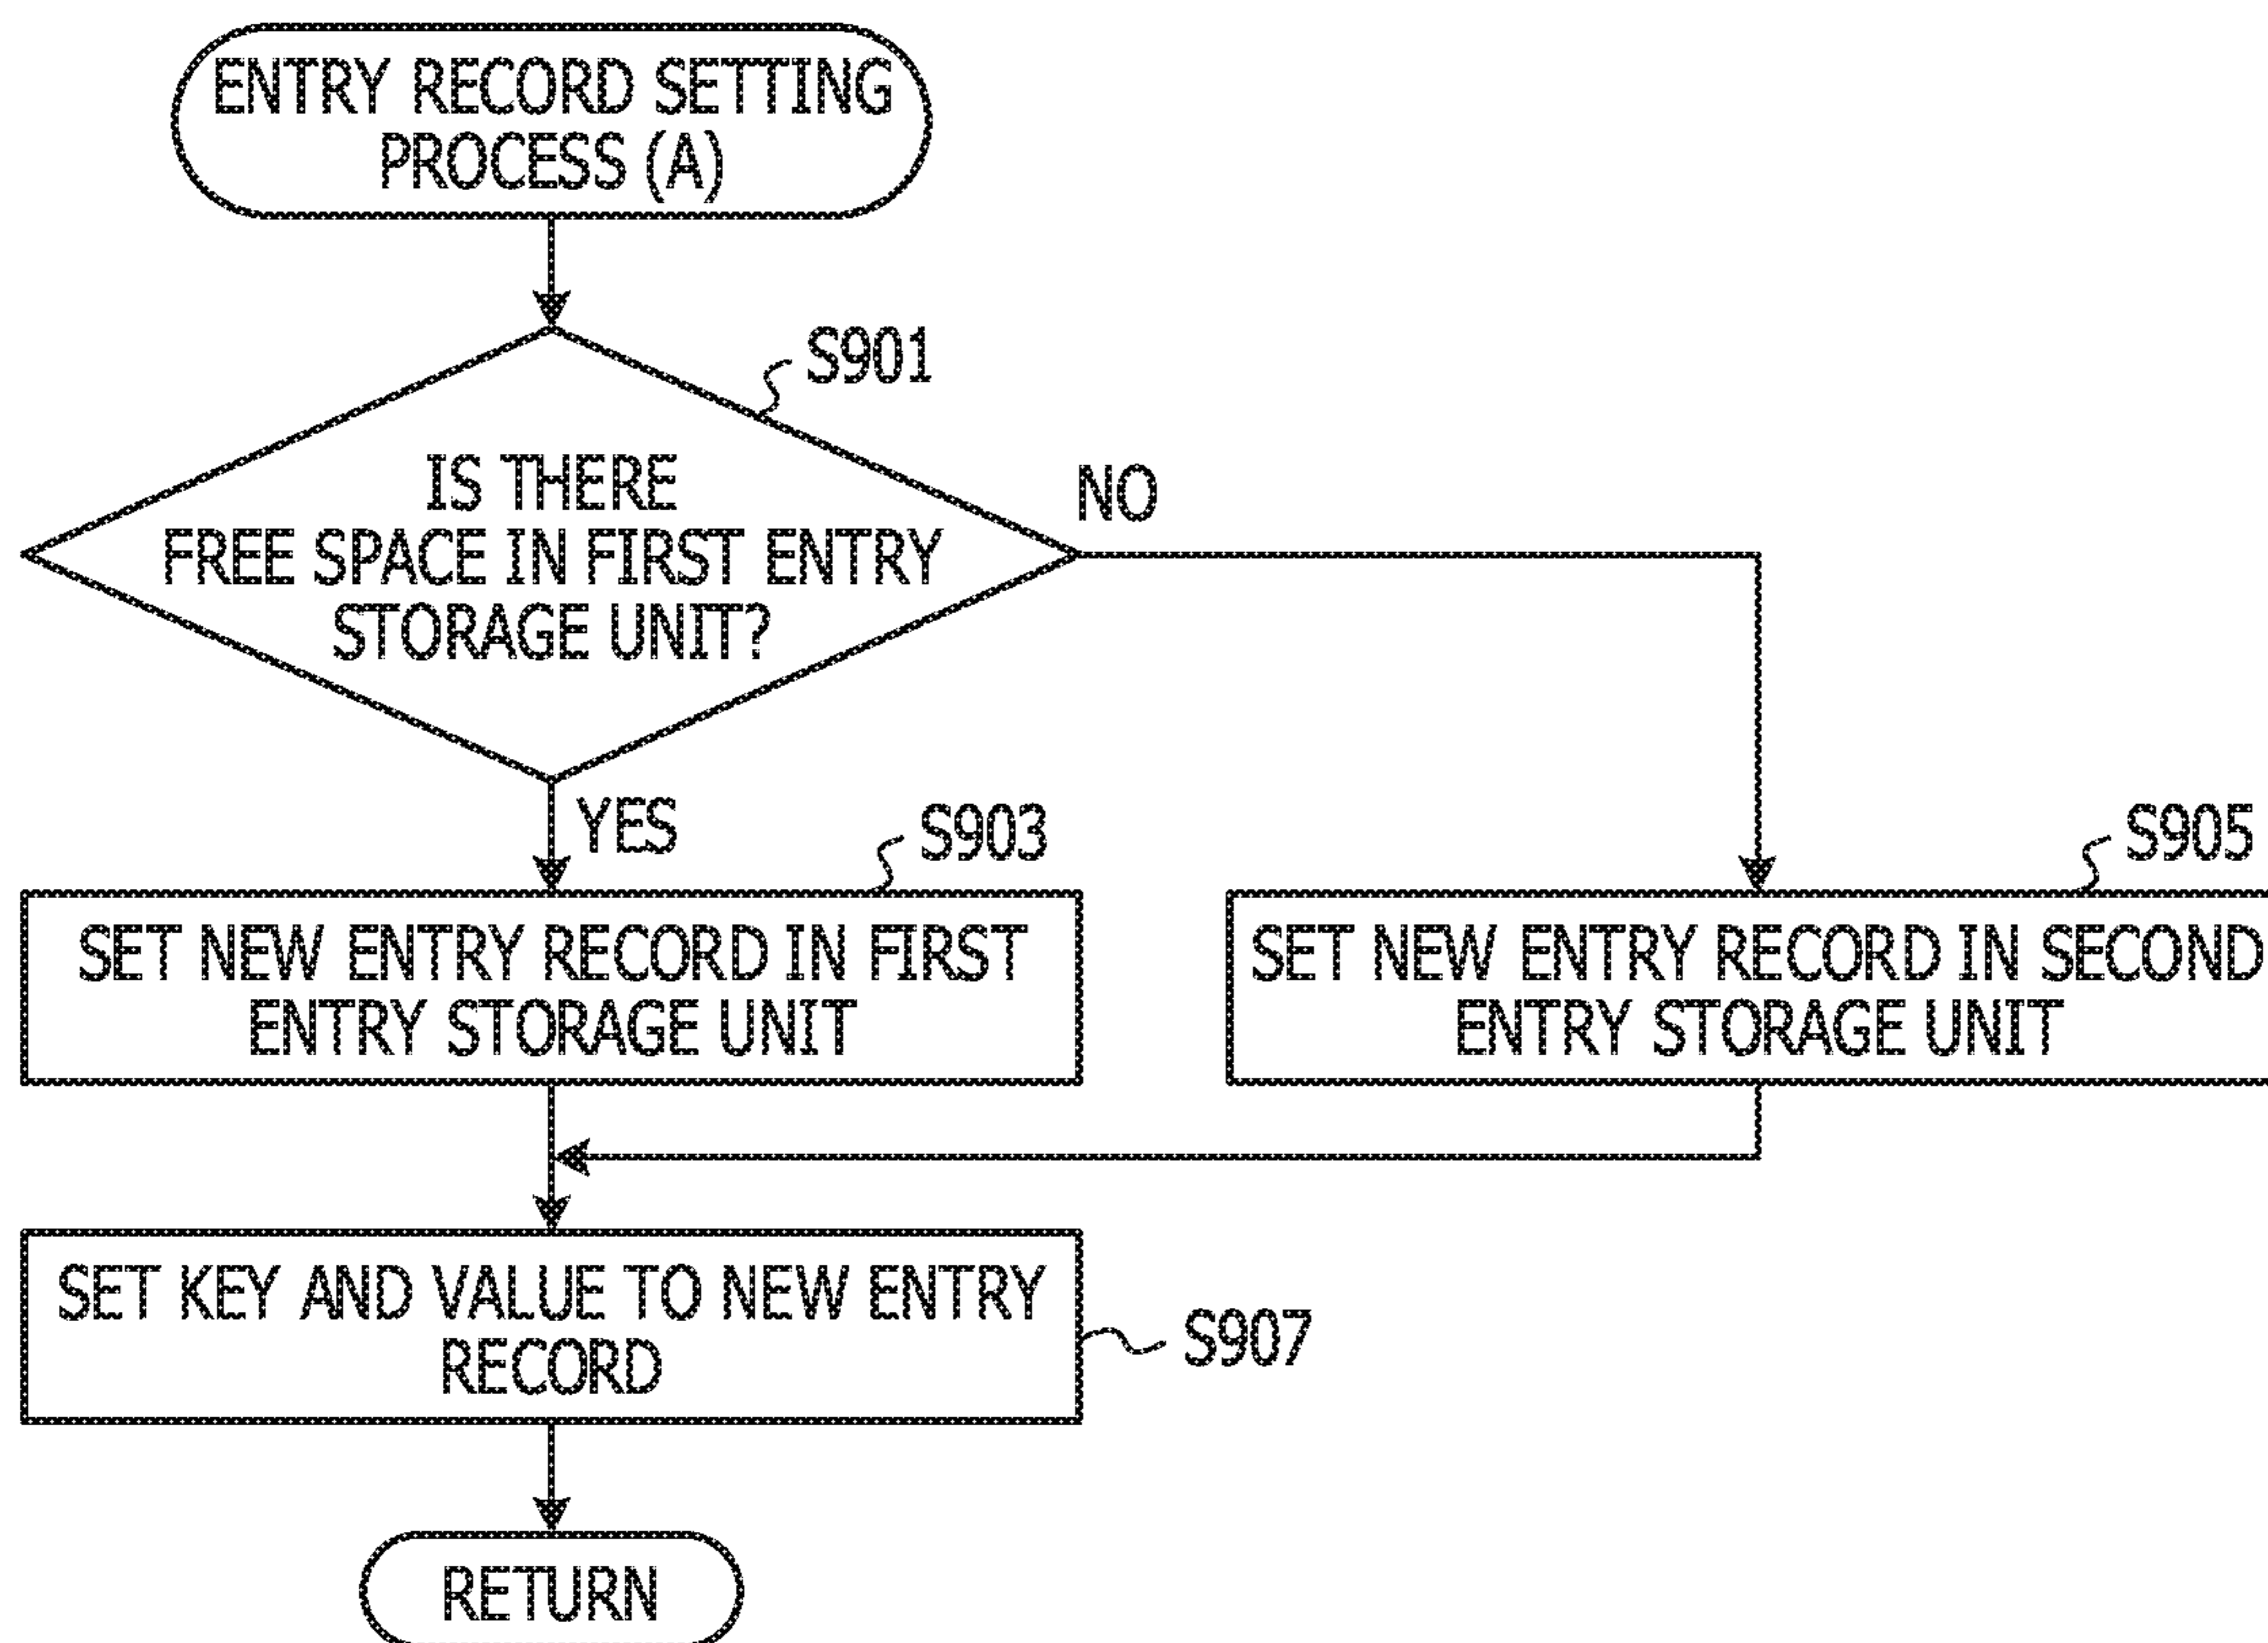 ENTRY RECORD SETTING
PROCESS (A)
S901
IS THERE
FREE SPACE IN FIRST ENTRY
STORAGE UNIT?
NO
YES
S903
SET NEW ENTRY RECORD IN FIRST
ENTRY STORAGE UNIT
S905
SET NEW ENTRY RECORD IN SECOND
ENTRY STORAGE UNIT
SET KEY AND VALUE TO NEW ENTRY
RECORD
S907
RETURN